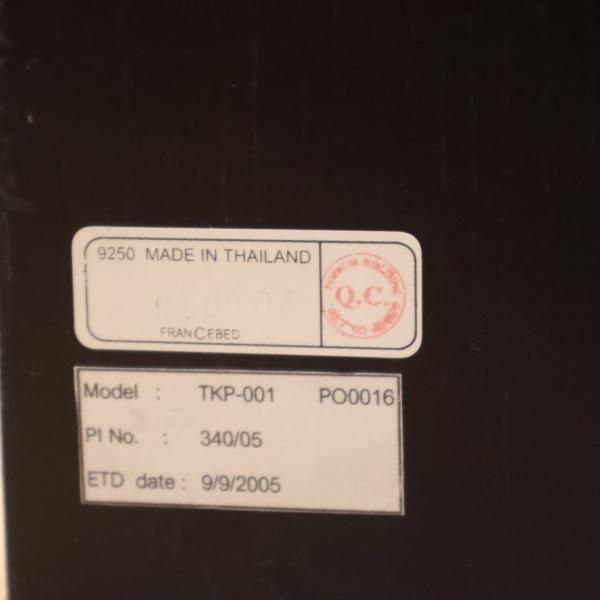 9250 MADE IN THAILAND
FRANCEBED
Q.C.
Model : TKP-001 PO0016
PI No. : 340/05
ETD date : 9/9/2005